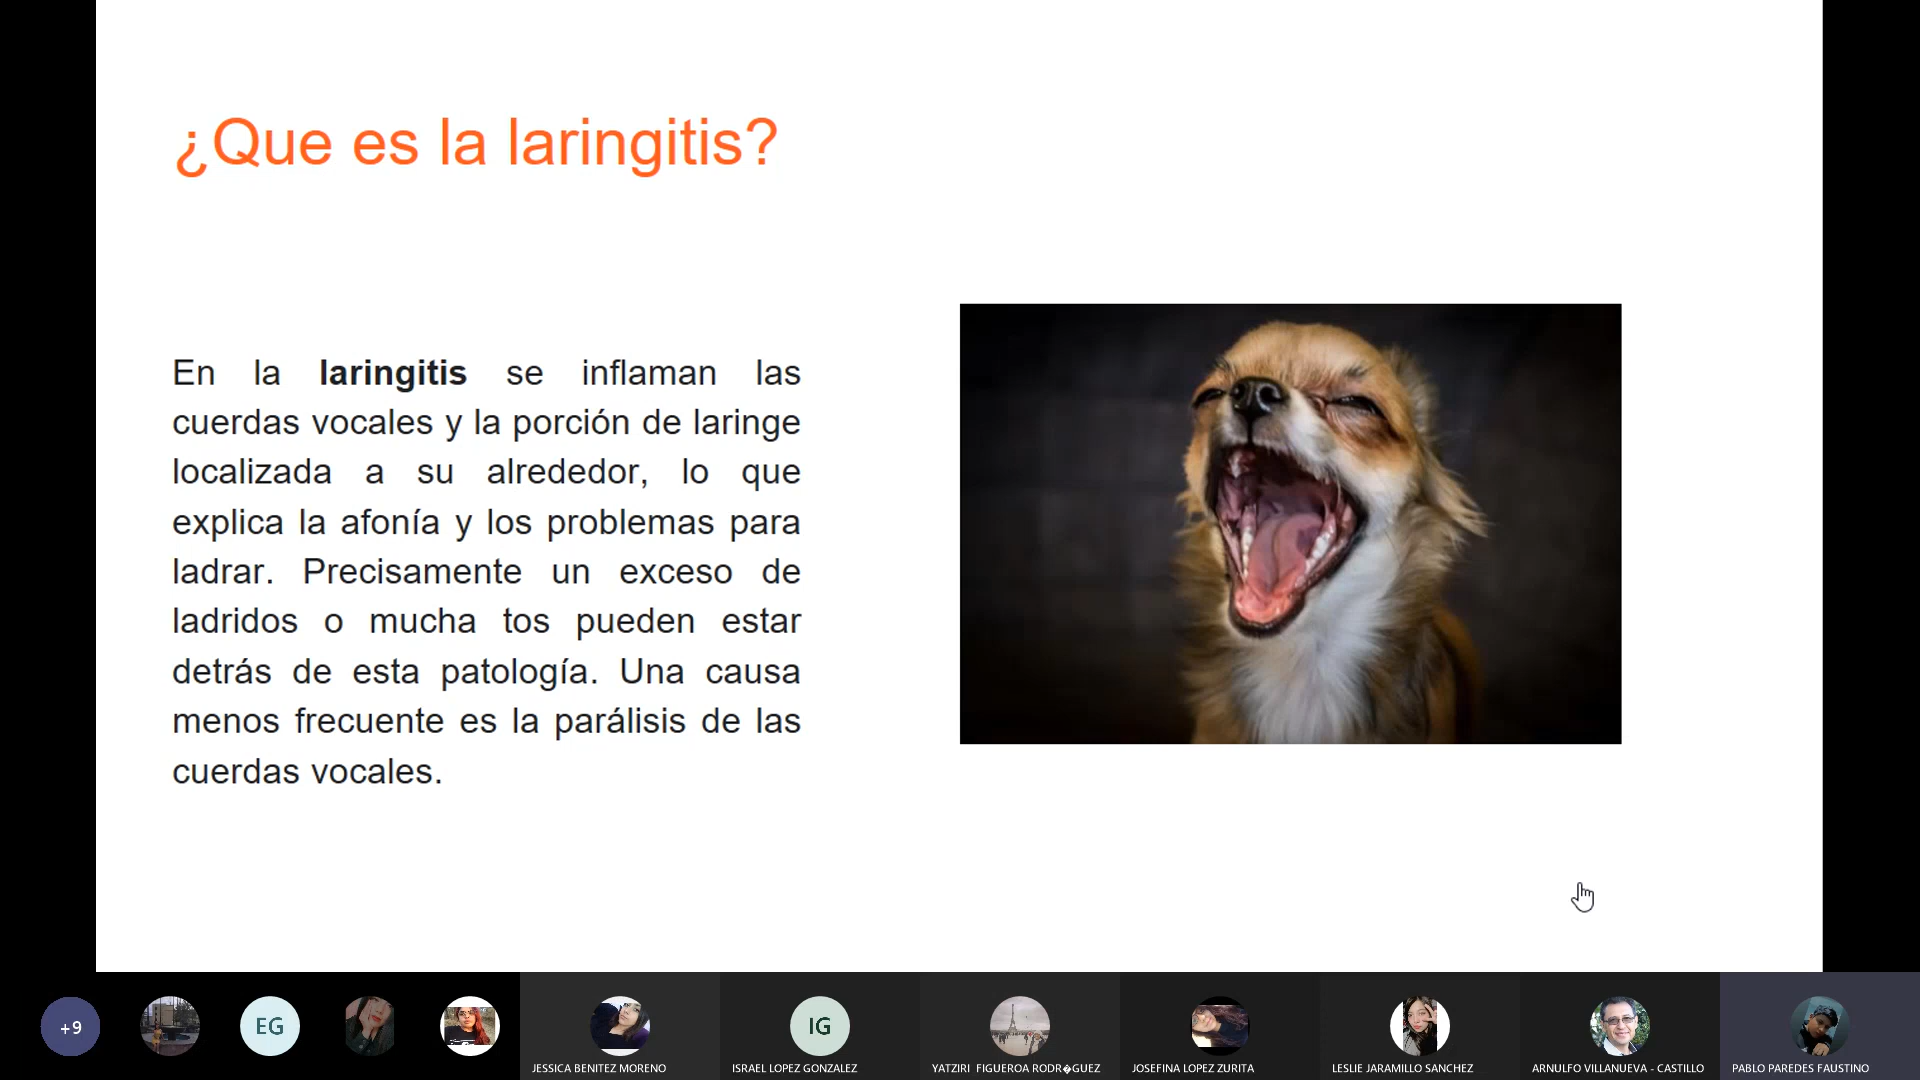 ¿Que es la laringitis?
En la laringitis se inflaman las
cuerdas vocales y la porción de laringe
localizada a su alrededor, lo que
explica la afonía y los problemas para
ladrar. Precisamente un exceso de
ladridos o mucha tos pueden estar
detrás de esta patología. Una causa
menos frecuente es la parálisis de las
cuerdas vocales.
+9
EG
IG
JESSICA BENITEZ MORENO
ISRAEL LOPEZ GONZALEZ
YATZIRI FIGUEROA RODR�GUEZ
JOSEFINA LOPEZ ZURITA
LESLIE JARAMILLO SANCHEZ
ARNULFO VILLANUEVA - CASTILLO
PABLO PAREDES FAUSTINO